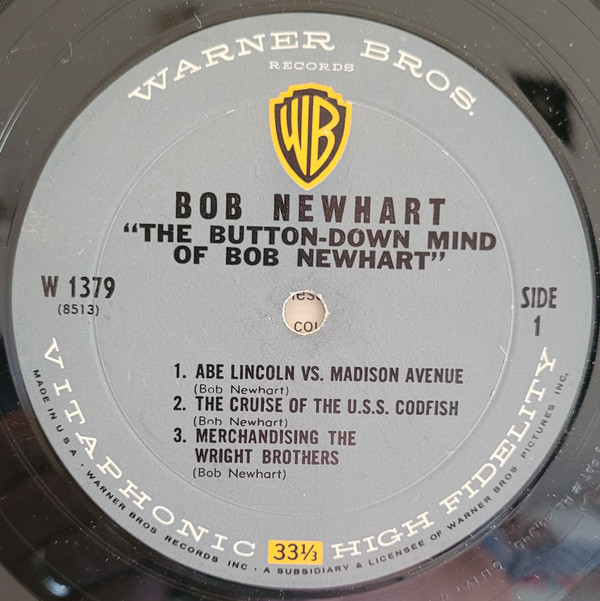 WARNER BROS.
RECORDS
WB
BOB NEWHART
"THE BUTTON-DOWN MIND
OF BOB NEWHART"
W 1379
(8513)
SIDE
1
1. ABE LINCOLN VS. MADISON AVENUE
(Bob Newhart)
2. THE CRUISE OF THE U.S.S. CODFISH
(Bob Newhart)
3. MERCHANDISING THE
WRIGHT BROTHERS
(Bob Newhart)
VITAPHONIC HIGH FIDELITY
33⅓
MADE IN U.S.A. · WARNER BROS RECORDS INC · A SUBSIDIARY & LICENSEE OF WARNER BROS PICTURES INC.